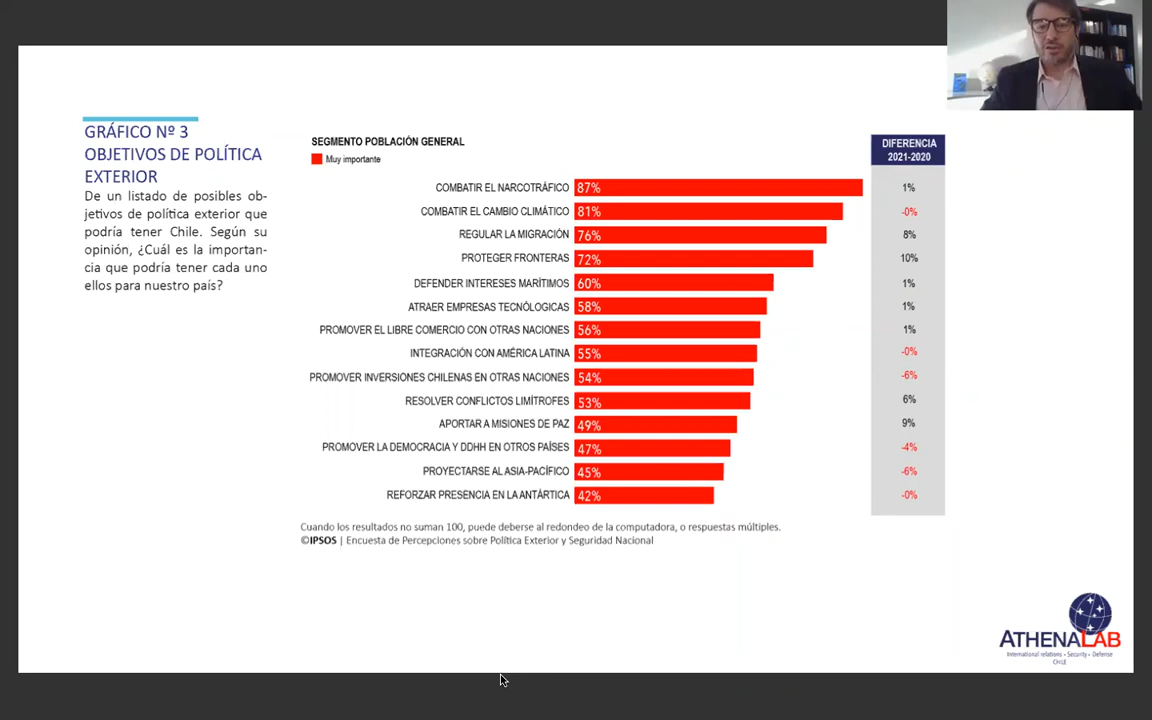 GRÁFICO Nº 3
OBJETIVOS DE POLÍTICA
EXTERIOR
De un listado de posibles ob-
jetivos de política exterior que
podría tener Chile. Según su
opinión, ¿Cuál es la importan-
cia que podría tener cada uno
ellos para nuestro país?
SEGMENTO POBLACIÓN GENERAL
Muy importante
DIFERENCIA
2021-2020
COMBATIR EL NARCOTRÁFICO 87% 1%
COMBATIR EL CAMBIO CLIMÁTICO 81% -0%
REGULAR LA MIGRACIÓN 76% 8%
PROTEGER FRONTERAS 72% 10%
DEFENDER INTERESES MARÍTIMOS 60% 1%
ATRAER EMPRESAS TECNÓLOGICAS 58% 1%
PROMOVER EL LIBRE COMERCIO CON OTRAS NACIONES 56% 1%
INTEGRACIÓN CON AMÉRICA LATINA 55% -0%
PROMOVER INVERSIONES CHILENAS EN OTRAS NACIONES 54% -6%
RESOLVER CONFLICTOS LIMÍTROFES 53% 6%
APORTAR A MISIONES DE PAZ 49% 9%
PROMOVER LA DEMOCRACIA Y DDHH EN OTROS PAÍSES 47% -4%
PROYECTARSE AL ASIA-PACÍFICO 45% -6%
REFORZAR PRESENCIA EN LA ANTÁRTICA 42% -0%
Cuando los resultados no suman 100, puede deberse al redondeo de la computadora, o respuestas múltiples.
©IPSOS | Encuesta de Percepciones sobre Política Exterior y Seguridad Nacional
ATHENALAB
International relations • Security • Defense
CHILE